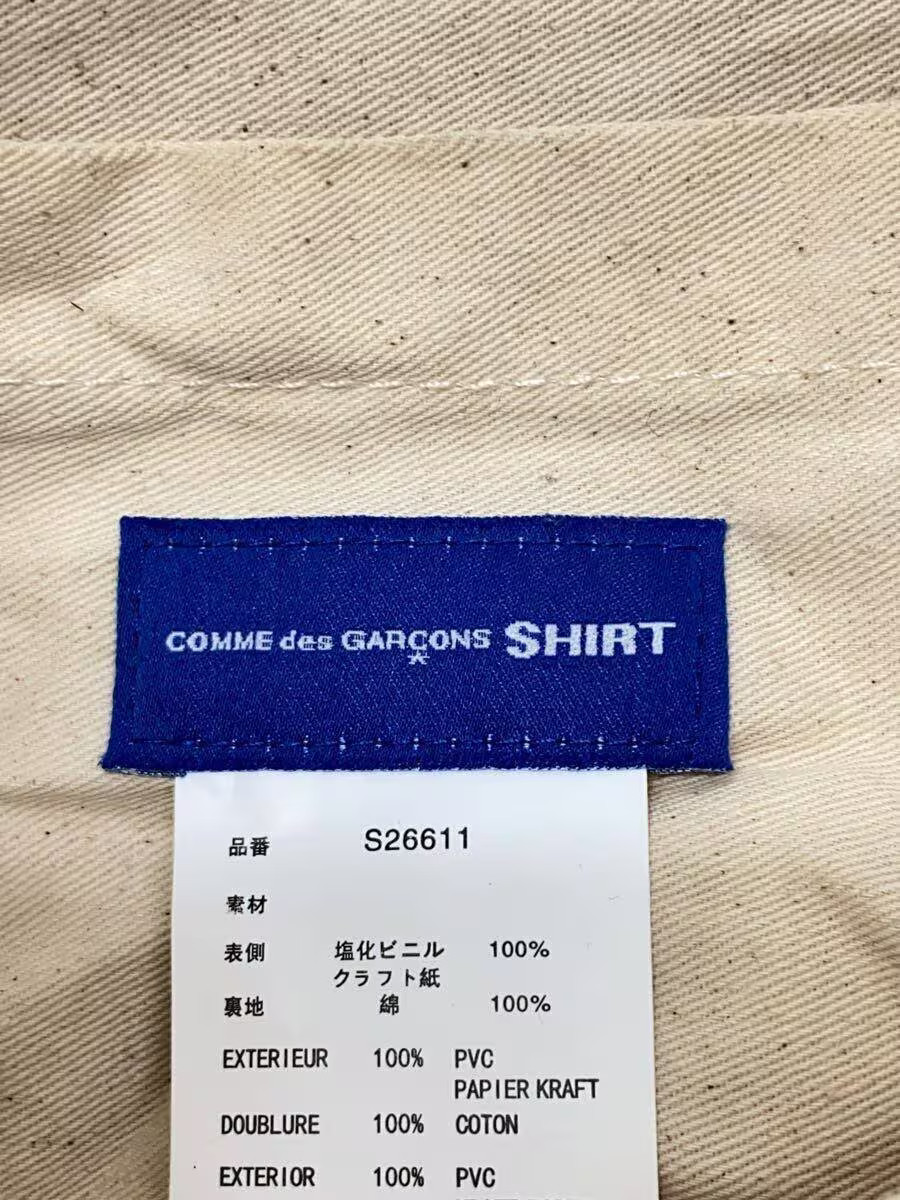 COMME des GARÇONS SHIRT
品番 S26611
素材
表側 塩化ビニル 100%
クラフト紙
裏地 綿 100%
EXTERIEUR 100% PVC
PAPIER KRAFT
DOUBLURE 100% COTON
EXTERIOR 100% PVC